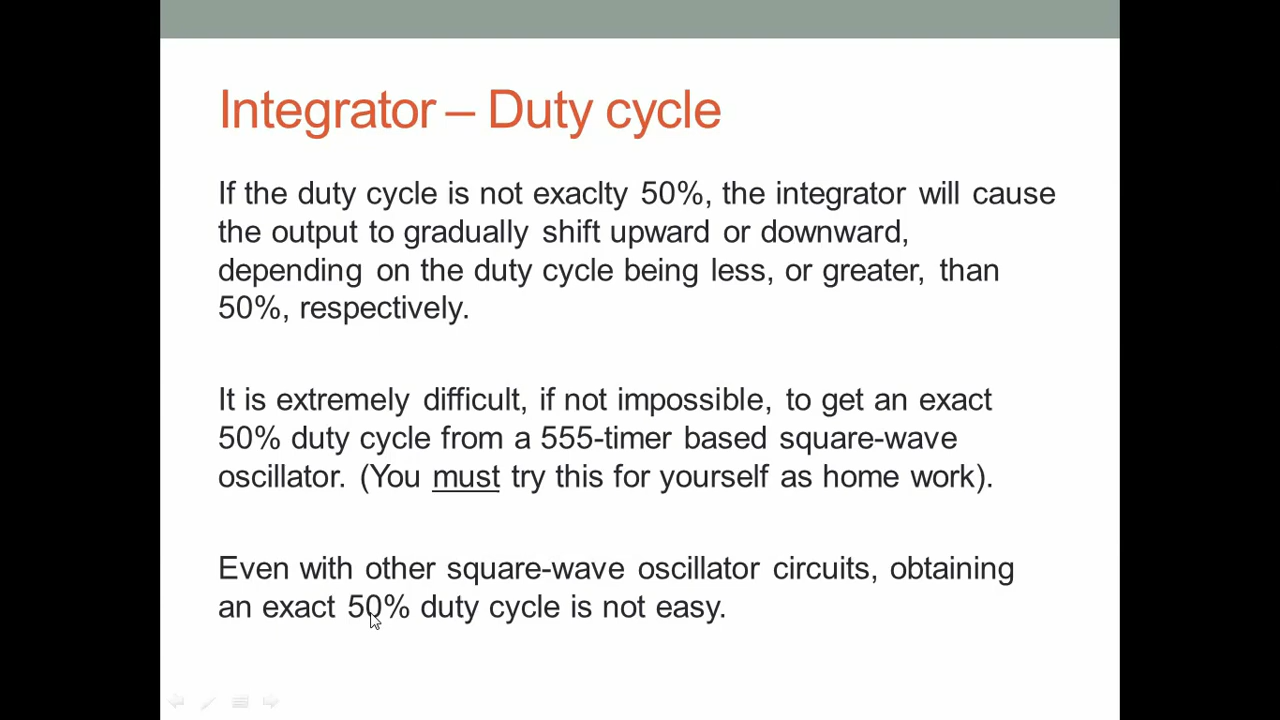 Integrator – Duty cycle
If the duty cycle is not exaclty 50%, the integrator will cause
the output to gradually shift upward or downward,
depending on the duty cycle being less, or greater, than
50%, respectively.
It is extremely difficult, if not impossible, to get an exact
50% duty cycle from a 555-timer based square-wave
oscillator. (You must try this for yourself as home work).
Even with other square-wave oscillator circuits, obtaining
an exact 50% duty cycle is not easy.